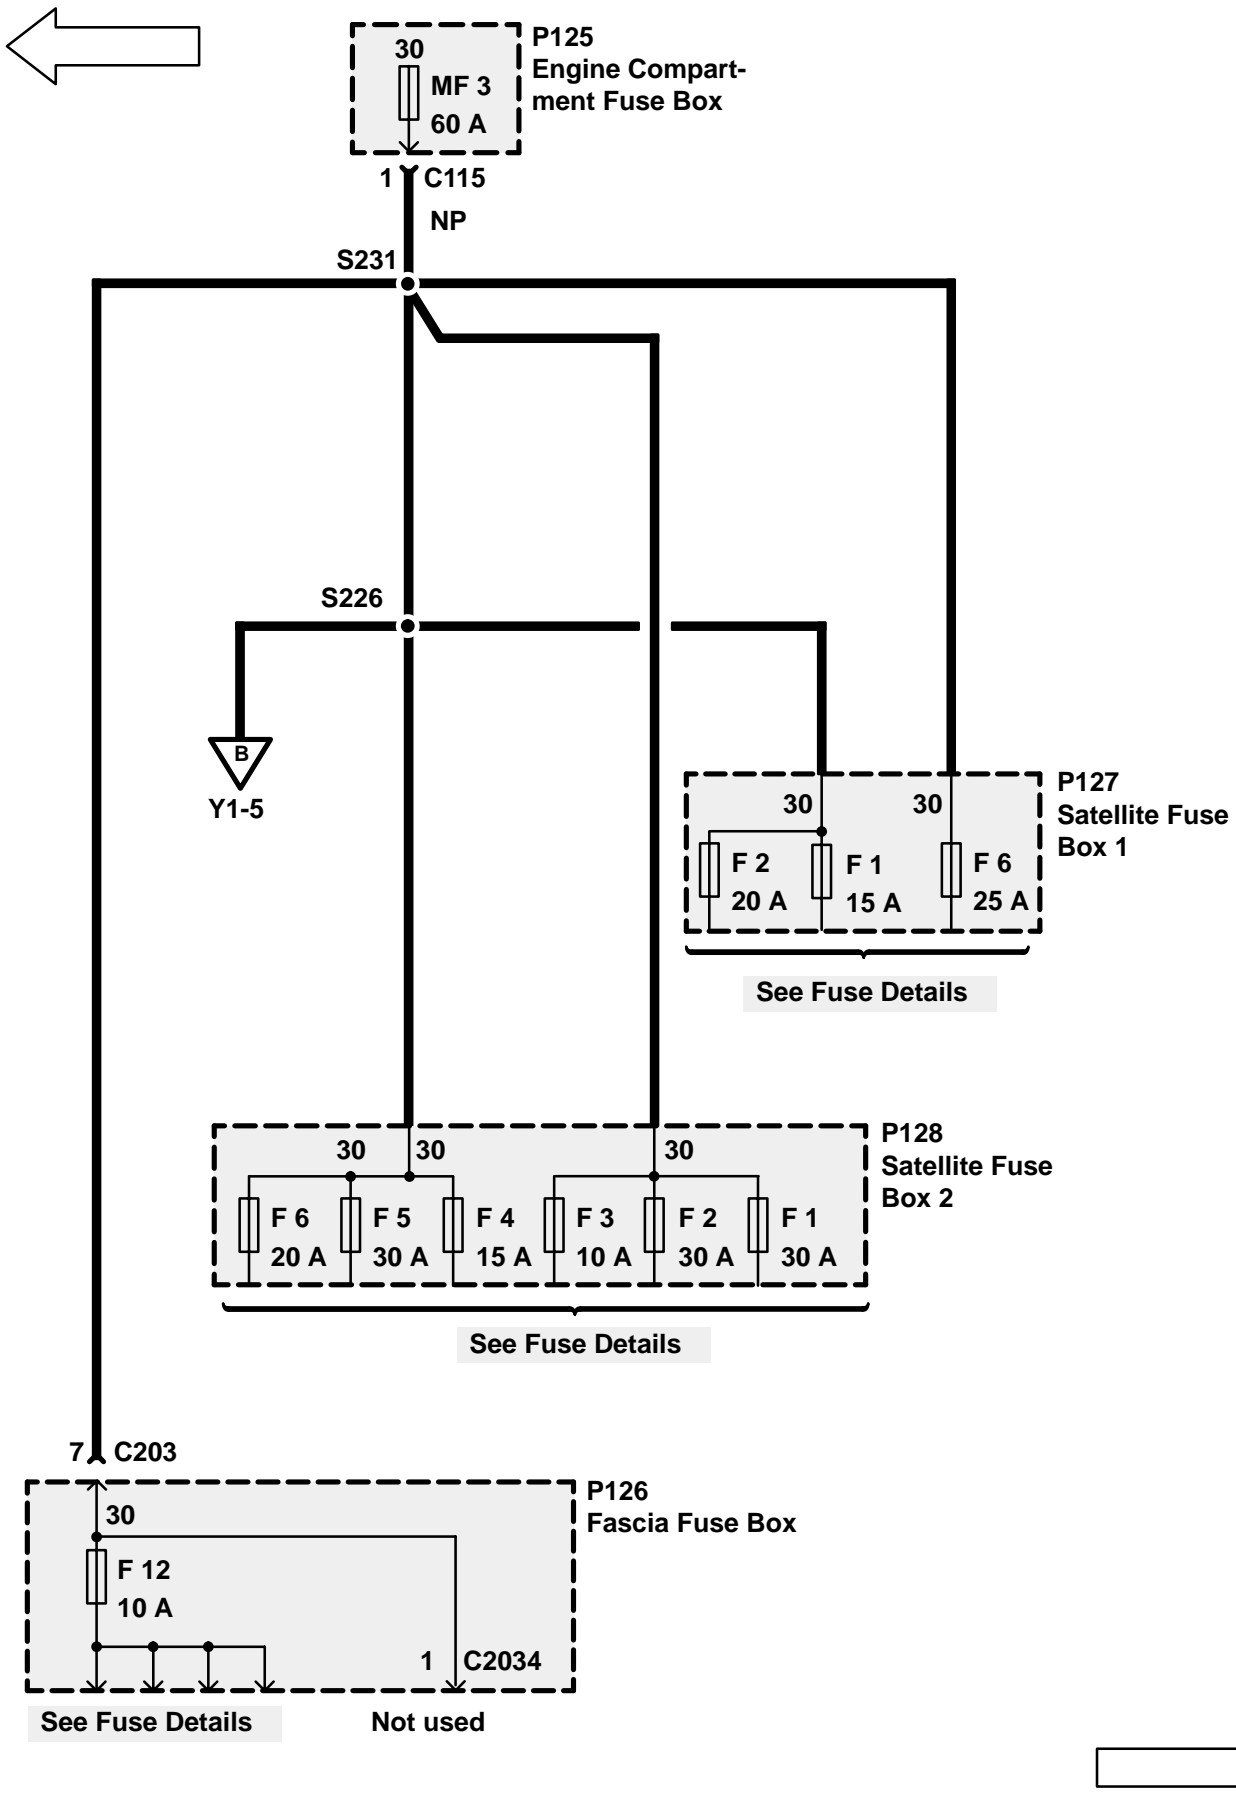 P125
Engine Compart-
ment Fuse Box
30
MF 3
60 A
1 C115
NP
S231
S226
B
Y1-5
P127
Satellite Fuse
Box 1
30 30
F 2 F 1 F 6
20 A 15 A 25 A
See Fuse Details
P128
Satellite Fuse
Box 2
30 30 30
F 6 F 5 F 4 F 3 F 2 F 1
20 A 30 A 15 A 10 A 30 A 30 A
See Fuse Details
7 C203
P126
Fascia Fuse Box
30
F 12
10 A
1 C2034
See Fuse Details Not used